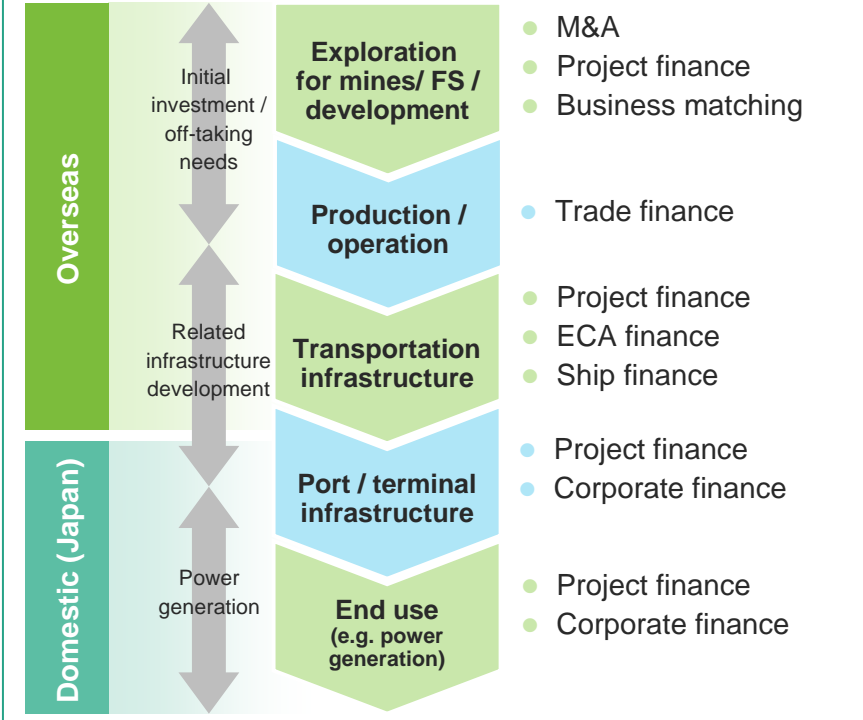 Overseas
Initial
investment /
off-taking
needs
Related
infrastructure
development
Exploration
for mines/ FS /
development
M&A
Project finance
Business matching
Production /
operation
Trade finance
Transportation
infrastructure
Project finance
ECA finance
Ship finance
Domestic (Japan)
Power
generation
Port / terminal
infrastructure
Project finance
Corporate finance
End use
(e.g. power
generation)
Project finance
Corporate finance